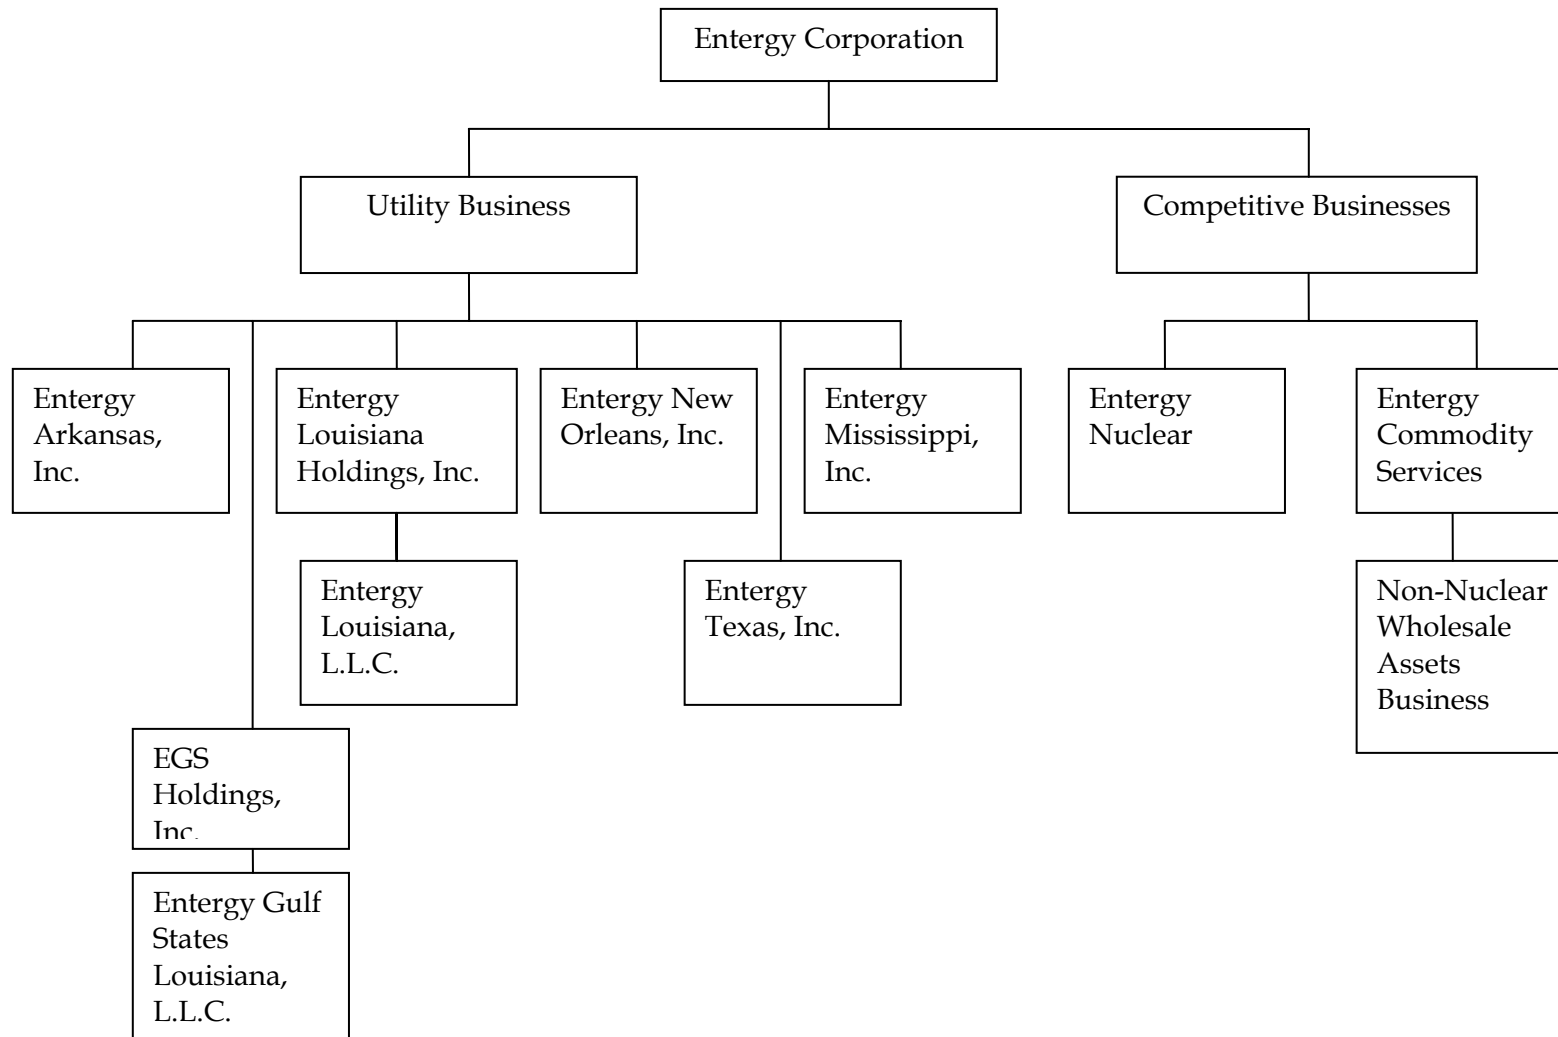 Entergy Corporation
Utility Business
Competitive Businesses
Entergy
Arkansas,
Inc.
Entergy
Louisiana
Holdings, Inc.
Entergy New
Orleans, Inc.
Entergy
Mississippi,
Inc.
Entergy
Nuclear
Entergy
Commodity
Services
Entergy
Louisiana,
L.L.C.
Entergy
Texas, Inc.
Non-Nuclear
Wholesale
Assets
Business
EGS
Holdings,
Inc.
Entergy Gulf
States
Louisiana,
L.L.C.